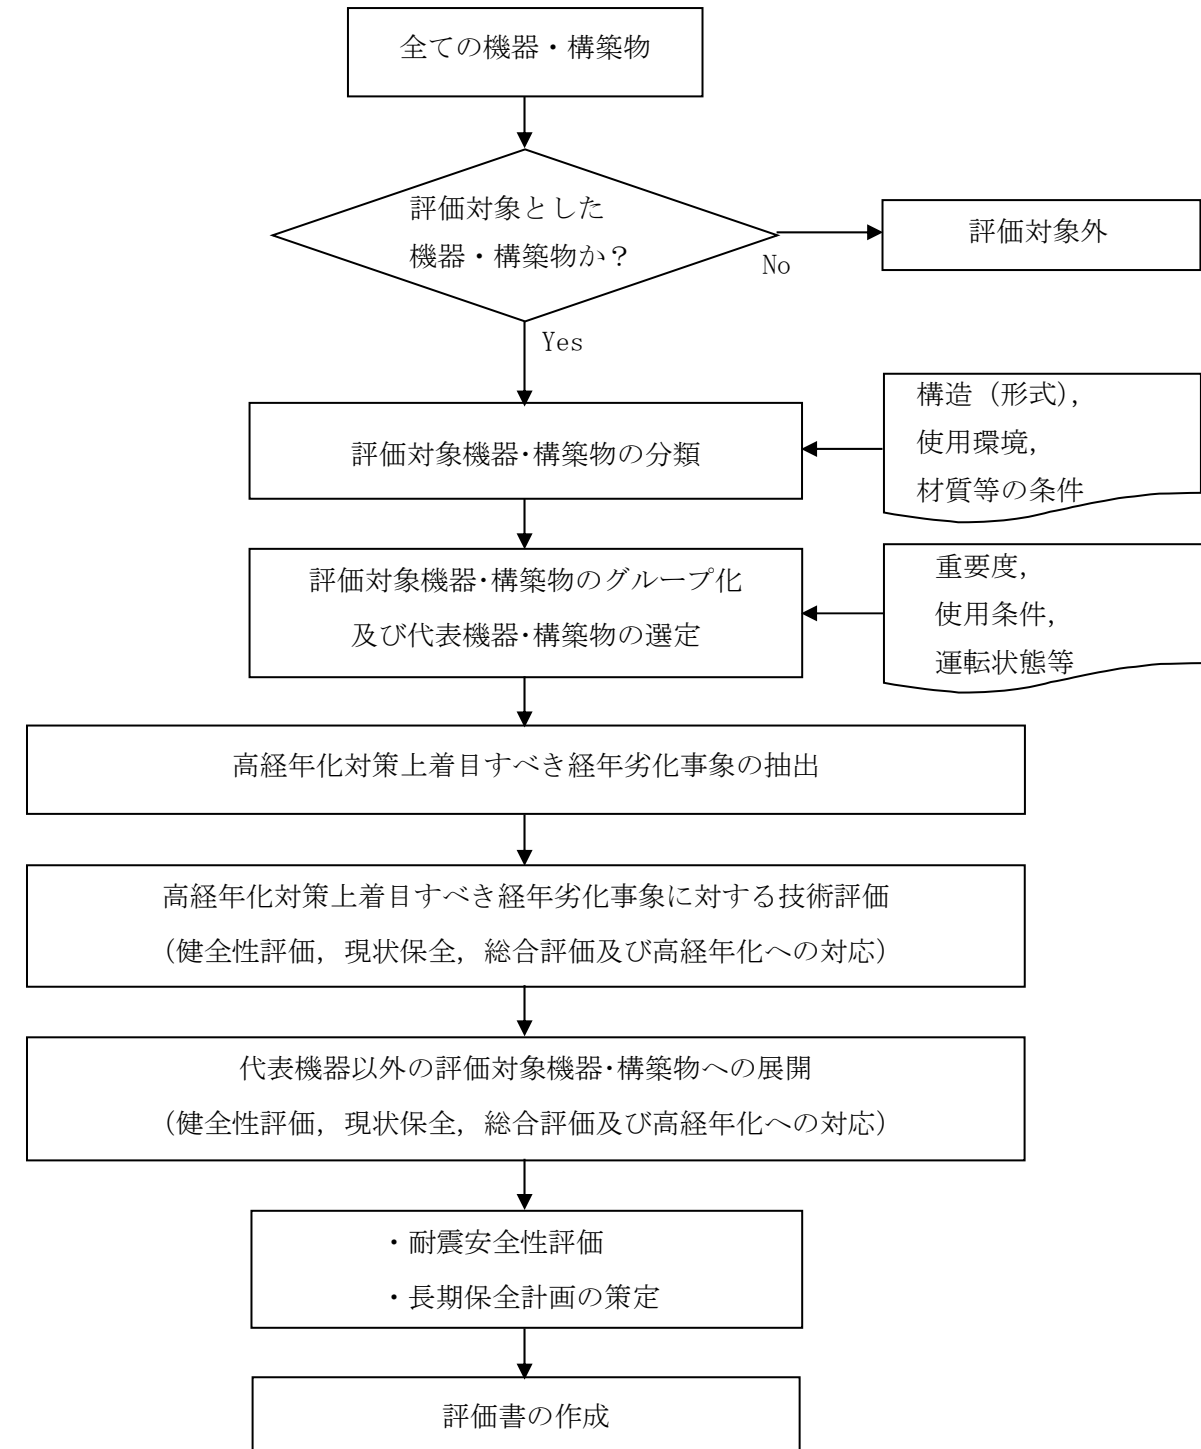 全ての機器・構築物
評価対象とした
機器・構築物か？
評価対象外
No
Yes
構造（形式），
使用環境，
材質等の条件
評価対象機器･構築物の分類
重要度，
使用条件，
運転状態等
評価対象機器･構築物のグループ化
及び代表機器･構築物の選定
高経年化対策上着目すべき経年劣化事象の抽出
高経年化対策上着目すべき経年劣化事象に対する技術評価
（健全性評価，現状保全，総合評価及び高経年化への対応）
代表機器以外の評価対象機器･構築物への展開
（健全性評価，現状保全，総合評価及び高経年化への対応）
・耐震安全性評価
・長期保全計画の策定
評価書の作成